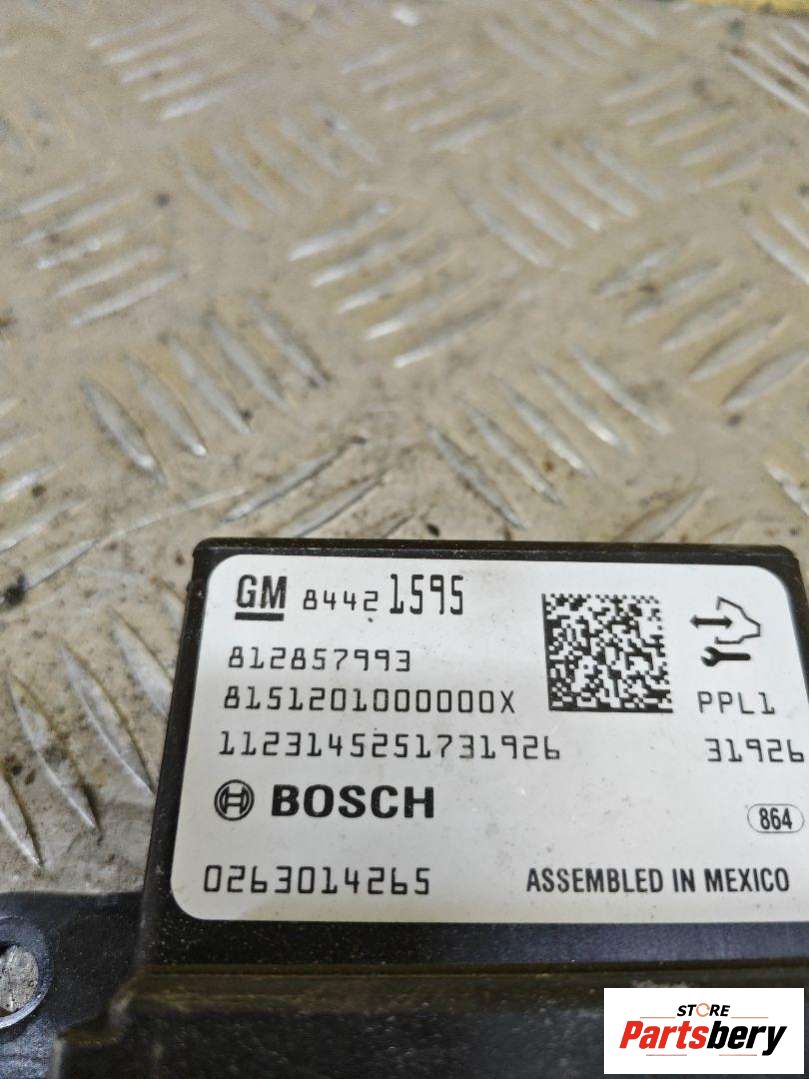 GM 84421595
812857993
8151201000000X PPL1
1123145251731926 31926
BOSCH 864
0263014265 ASSEMBLED IN MEXICO
STORE
Partsbery